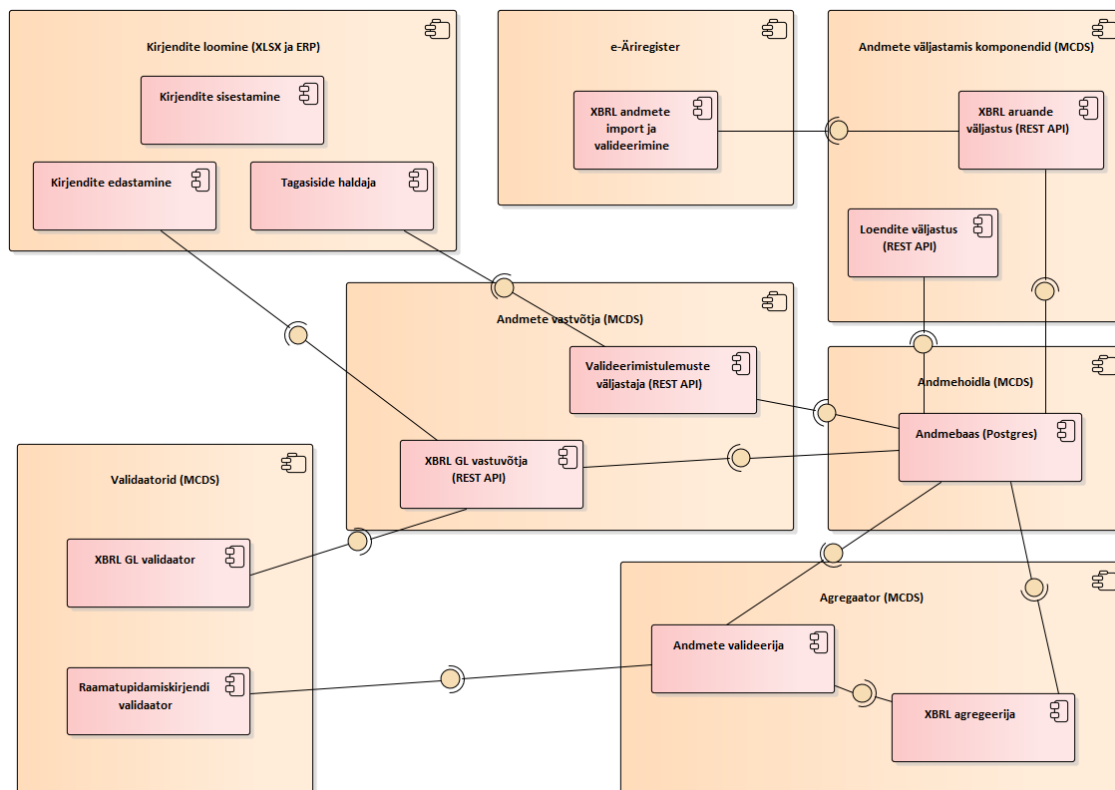 Kirjendite loomine (XLSX ja ERP)
Kirjendite sisestamine
Kirjendite edastamine
Tagasiside haldaja
e-Äriregister
XBRL andmete
import ja
valideerimine
Andmete väljastamis komponendid (MCDS)
XBRL aruande
väljastus (REST API)
Loendite väljastus
(REST API)
Andmete vastvõtja (MCDS)
Valideerimistulemuste
väljastaja (REST API)
XBRL GL vastuvõtja
(REST API)
Andmehoidla (MCDS)
Andmebaas (Postgres)
Validaatorid (MCDS)
XBRL GL validaator
Raamatupidamiskirjendi
validaator
Agregaator (MCDS)
Andmete valideerija
XBRL agregeerija